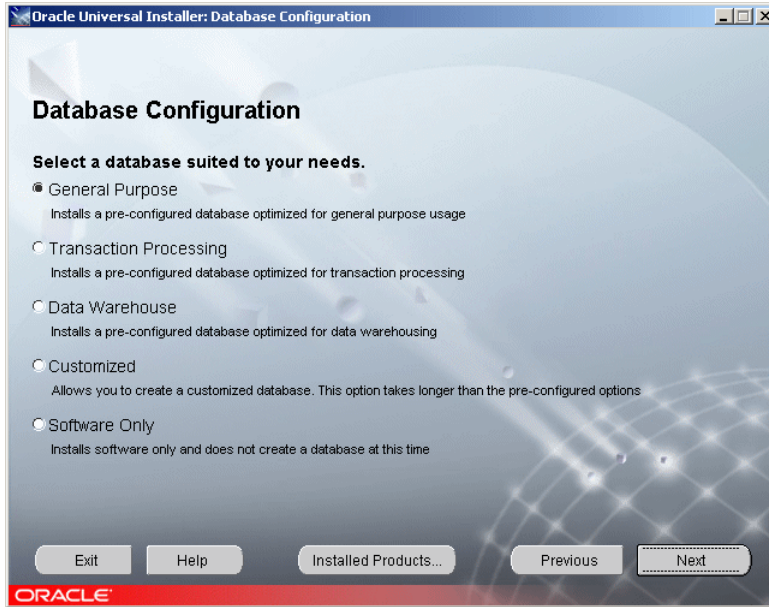 Oracle Universal Installer: Database Configuration
Database Configuration
Select a database suited to your needs.
General Purpose
Installs a pre-configured database optimized for general purpose usage
Transaction Processing
Installs a pre-configured database optimized for transaction processing
Data Warehouse
Installs a pre-configured database optimized for data warehousing
Customized
Allows you to create a customized database. This option takes longer than the pre-configured options
Software Only
Installs software only and does not create a database at this time
Exit Help Installed Products... Previous Next
ORACLE